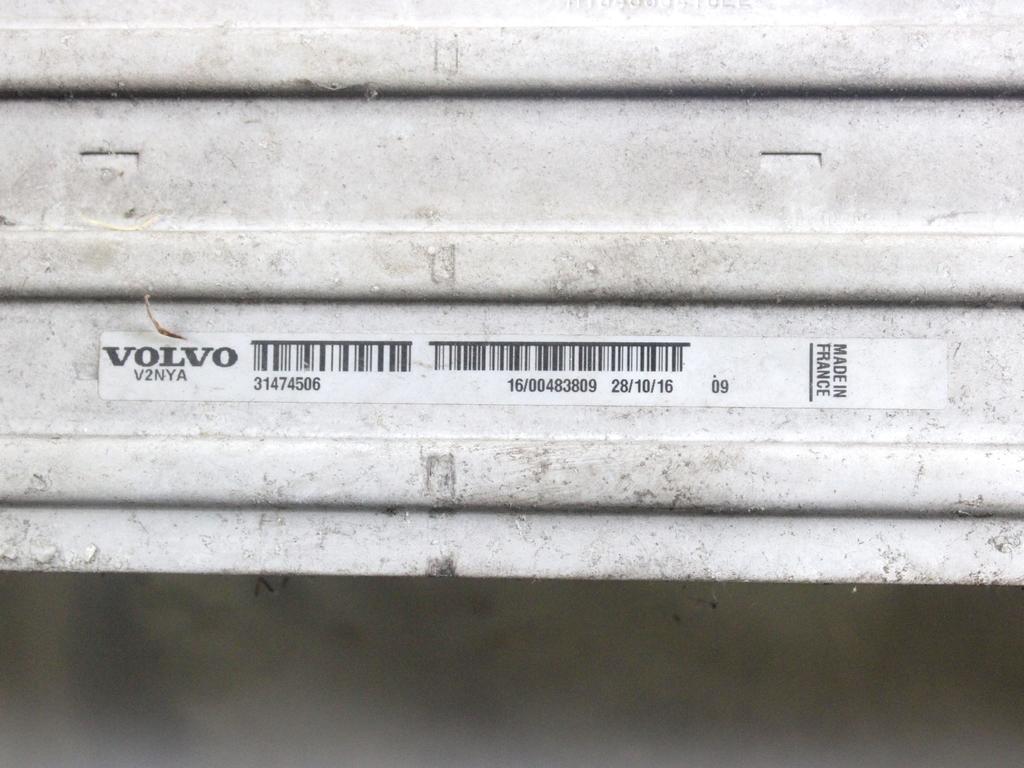 VOLVO
V2NYA
31474506
16/00483809 28/10/16 09
MADE IN
FRANCE